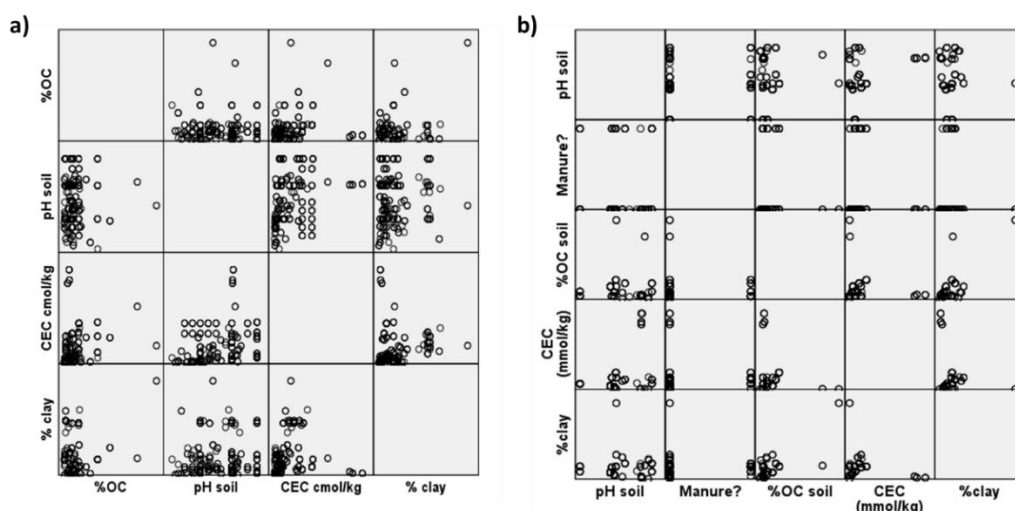 a)
%OC
pH soil
CEC cmol/kg
% clay
%OC
pH soil
CEC cmol/kg
% clay
b)
pH soil
Manure?
%OC soil
CEC
(mmol/kg)
%clay
pH soil
Manure?
%OC soil
CEC
(mmol/kg)
%clay